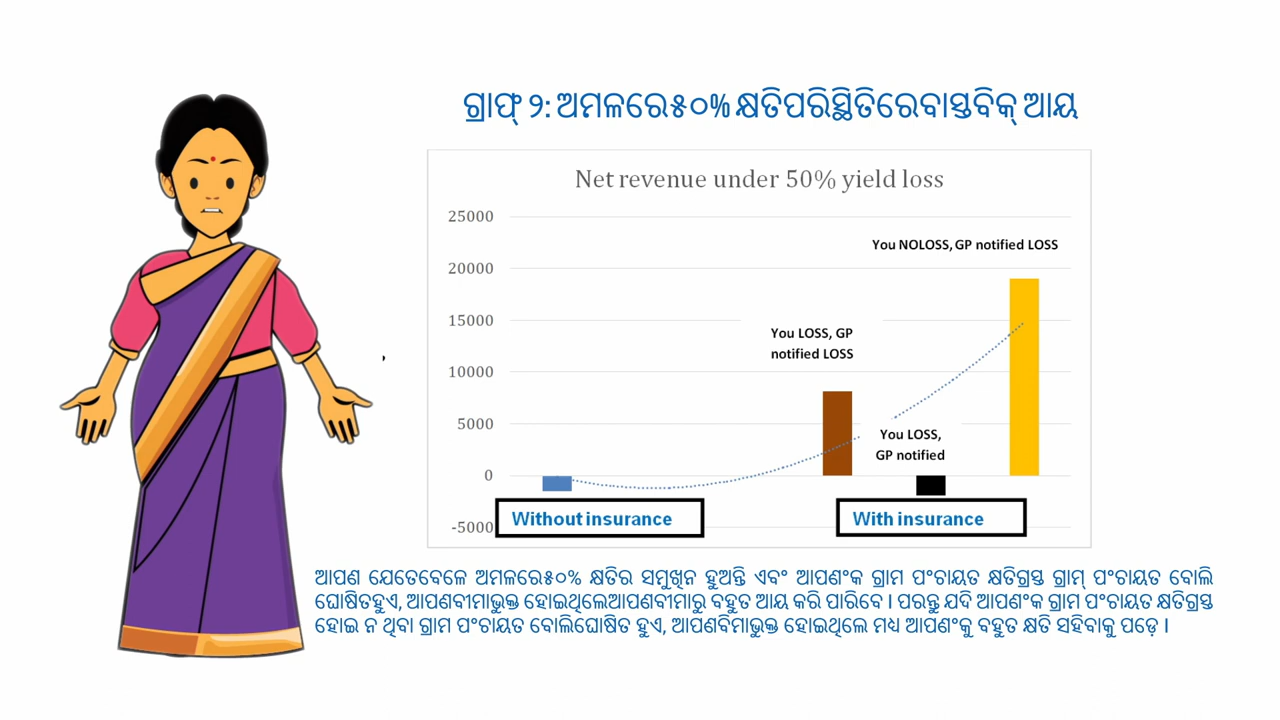 ଗ୍ରାଫ୍ ୨: ଅମଳରେ୫୦% କ୍ଷତିପରିସ୍ଥିତିରେବାସ୍ତବିକ୍ ଆୟ
Net revenue under 50% yield loss
25000
You NOLOSS, GP notified LOSS
20000
15000
You LOSS, GP
notified LOSS
10000
5000
You LOSS,
GP notified
0
-5000
Without insurance
With insurance
ଆପଣ ଯେତେବେଳେ ଅମଳରେ୫୦% କ୍ଷତିର ସମୁଖିନ ହୁଅନ୍ତି ଏବଂ ଆପଣଂକ ଗ୍ରାମ ପଂଚାୟତ କ୍ଷତିଗ୍ରସ୍ତ ଗ୍ରାମ୍ ପଂଚାୟତ ବୋଲି
ଘୋଷିତହୁଏ, ଆପଣବୀମାଭୁକ୍ତ ହୋଇଥିଲେଆପଣବୀମାରୁ ବହୁତ ଆୟ କରି ପାରିବେ । ପରନ୍ତୁ ଯଦି ଆପଣଂକ ଗ୍ରାମ ପଂଚାୟତ କ୍ଷତିଗ୍ରସ୍ତ
ହୋଇ ନ ଥିବା ଗ୍ରାମ ପଂଚାୟତ ବୋଲିଘୋଷିତ ହୁଏ, ଆପଣବିମାଭୁକ୍ତ ହୋଇଥିଲେ ମଧ୍ୟ ଆପଣଂକୁ ବହୁତ କ୍ଷତି ସହିବାକୁ ପଡ଼େ ।